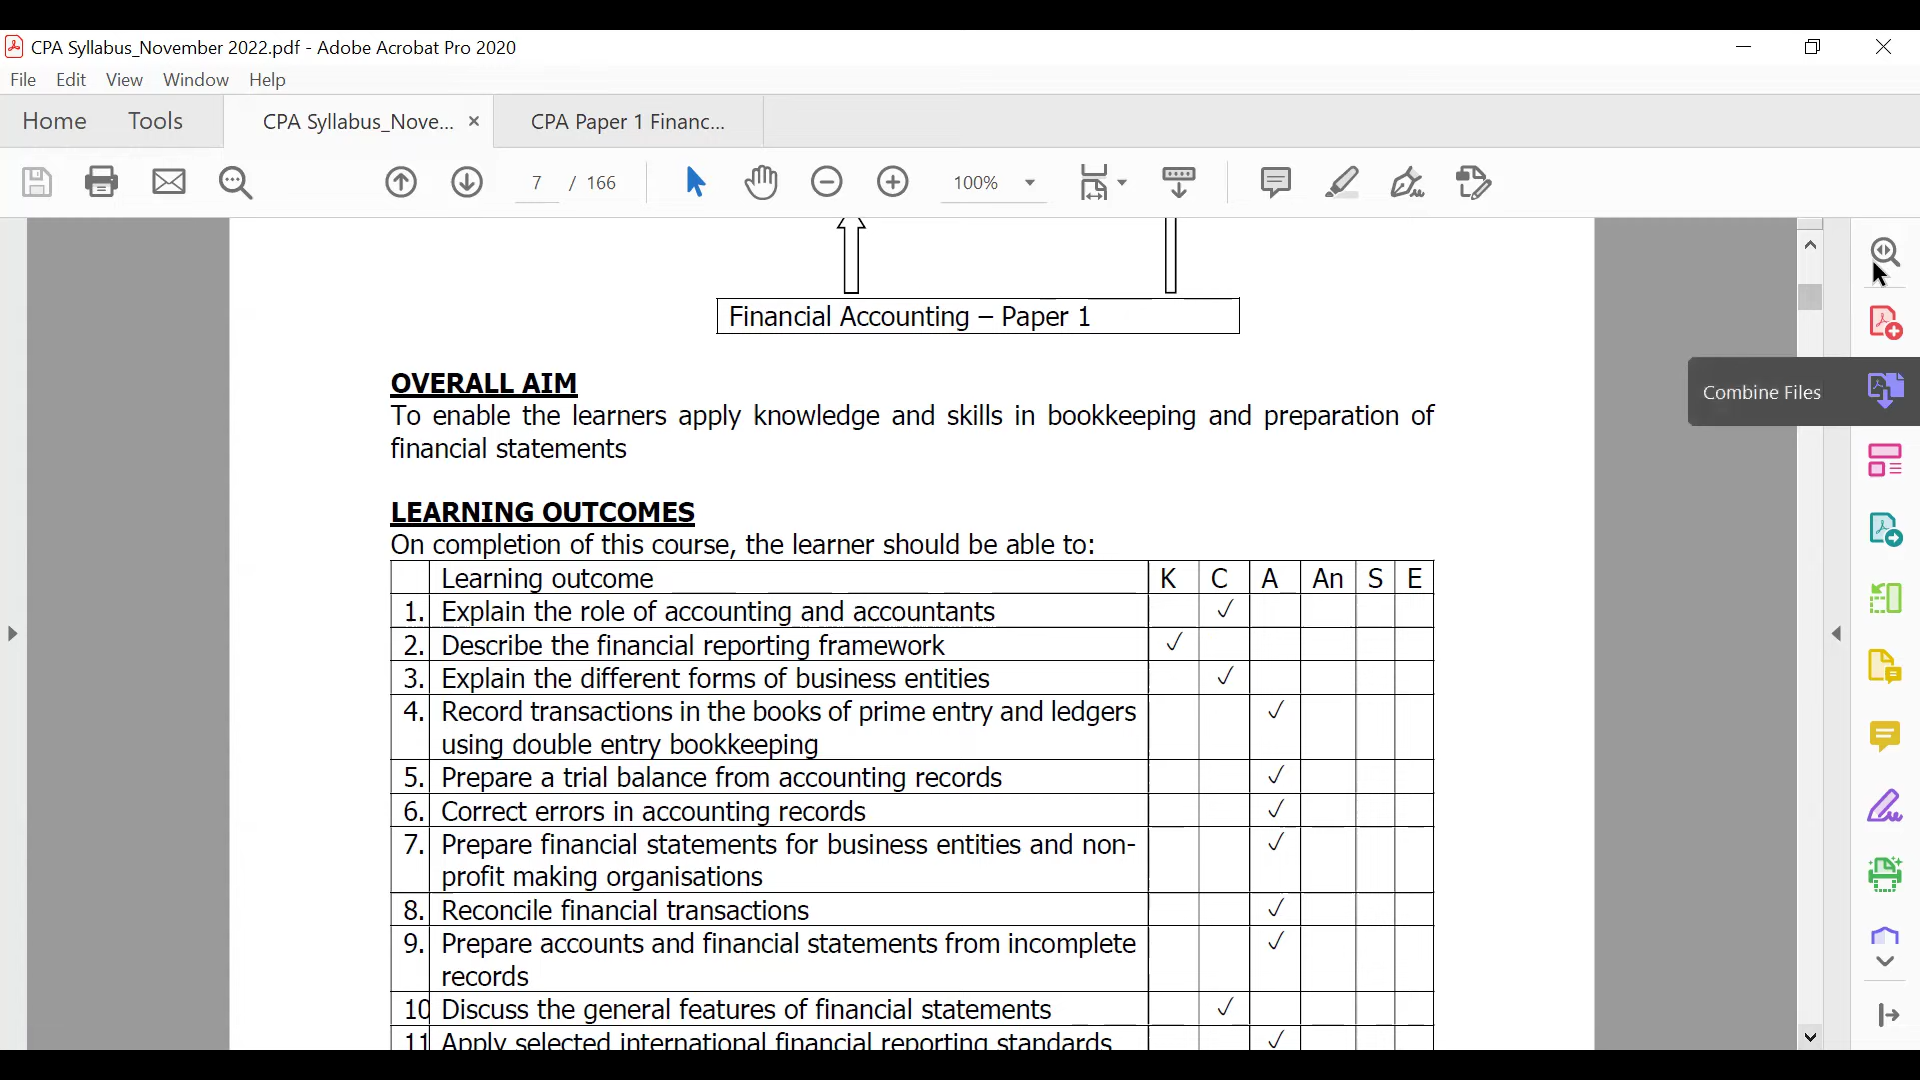 CPA Syllabus_November 2022.pdf - Adobe Acrobat Pro 2020
File Edit View Window Help
Home Tools CPA Syllabus_Nove... × CPA Paper 1 Financ...
7 / 166 100%
Financial Accounting – Paper 1
Combine Files
OVERALL AIM
To enable the learners apply knowledge and skills in bookkeeping and preparation of
financial statements
LEARNING OUTCOMES
On completion of this course, the learner should be able to:
Learning outcome K C A An S E
1. Explain the role of accounting and accountants ✓
2. Describe the financial reporting framework ✓
3. Explain the different forms of business entities ✓
4. Record transactions in the books of prime entry and ledgers ✓
using double entry bookkeeping
5. Prepare a trial balance from accounting records ✓
6. Correct errors in accounting records ✓
7. Prepare financial statements for business entities and non- ✓
profit making organisations
8. Reconcile financial transactions ✓
9. Prepare accounts and financial statements from incomplete ✓
records
10 Discuss the general features of financial statements ✓
11 Apply selected international financial reporting standards ✓